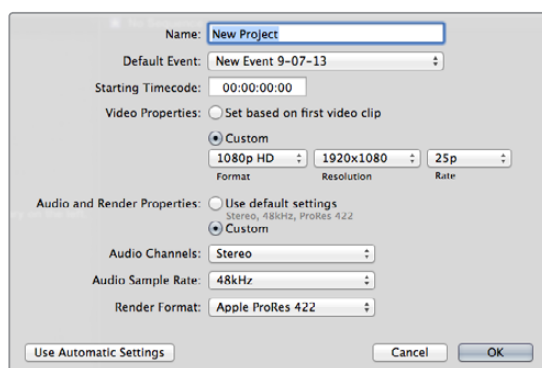 Name: New Project
Default Event: New Event 9-07-13
Starting Timecode: 00:00:00:00
Video Properties: Set based on first video clip
Custom
1080p HD 1920x1080 25p
Format Resolution Rate
Audio and Render Properties: Use default settings
Stereo, 48kHz, ProRes 422
Custom
Audio Channels: Stereo
Audio Sample Rate: 48kHz
Render Format: Apple ProRes 422
Use Automatic Settings Cancel OK